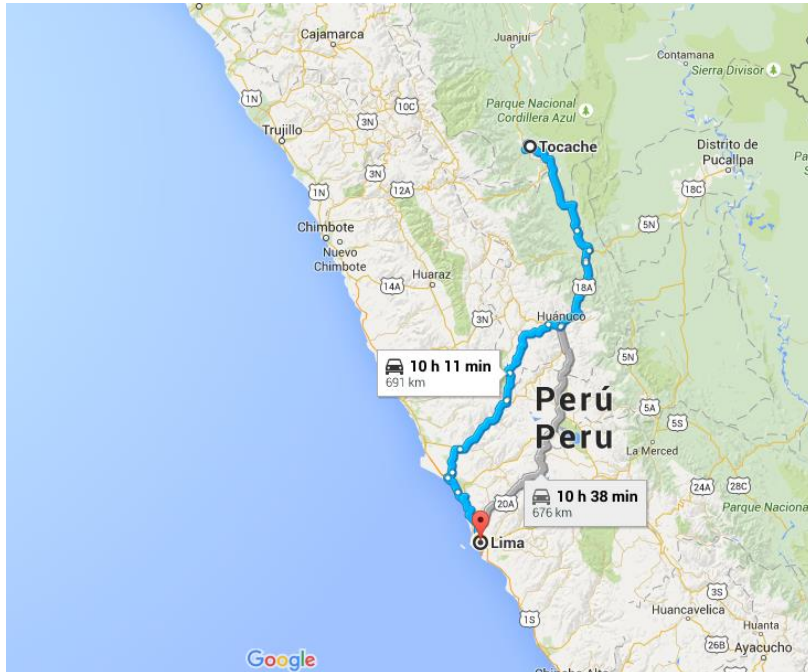 Cajamarca
Juanjuí
Contamana
Sierra Divisor
1N
10C
Parque Nacional
Cordillera Azul
Trujillo
3N
Tocache
Distrito de
Pucallpa
3N
12A
18C
1N
Chimbote
Nuevo
Chimbote
5N
14A
Huaraz
18A
3N
Huánuco
10 h 11 min
691 km
5N
Perú
Peru
5A
5S
La Merced
24A
28C
10 h 38 min
676 km
20A
Parque Nacional
Lima
3S
Huancavelica
1S
Huanta
26B
Ayacucho
Google